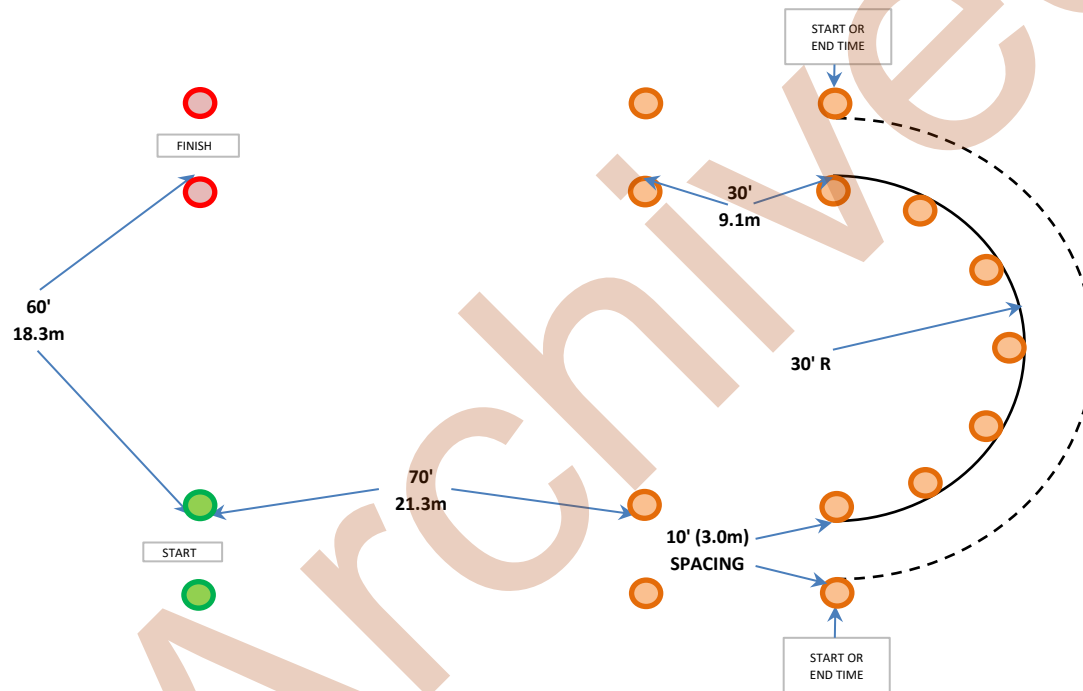 START OR
END TIME
FINISH
30'
9.1m
60'
18.3m
30' R
70'
21.3m
10' (3.0m)
SPACING
START
START OR
END TIME
Archived